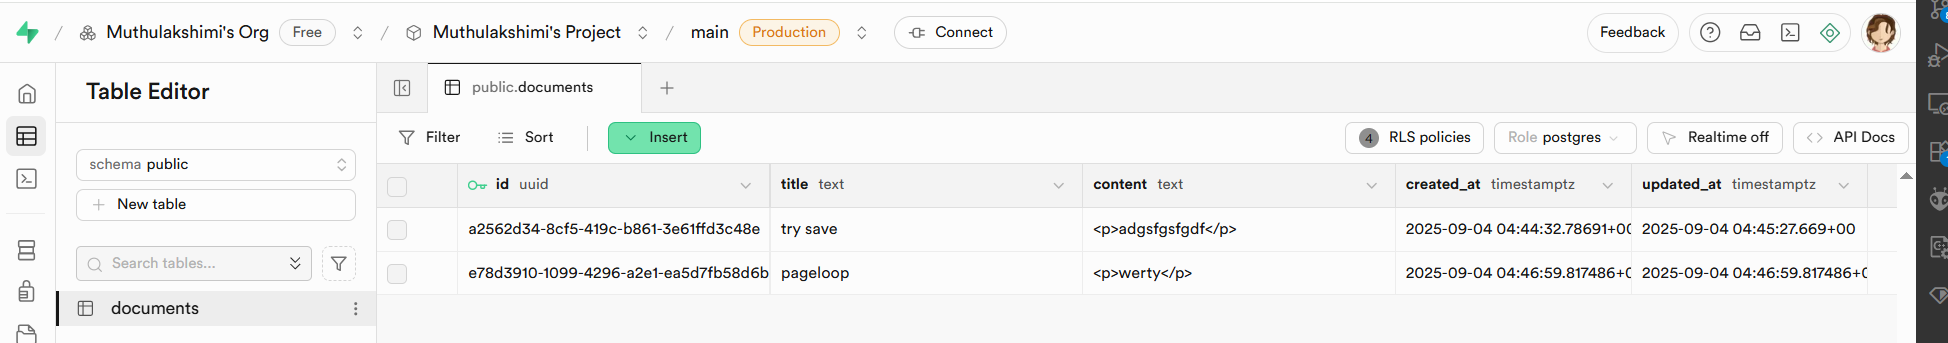 / Muthulakshimi's Org Free / Muthulakshimi's Project / main Production Connect Feedback
Table Editor
public.documents
Filter Sort Insert 4 RLS policies Role postgres Realtime off API Docs
schema public
New table
Search tables...
documents
id uuid title text content text created_at timestamptz updated_at timestamptz
a2562d34-8cf5-419c-b861-3e61ffd3c48e try save <p>adgsfgsfgdf</p> 2025-09-04 04:44:32.78691+00 2025-09-04 04:45:27.669+00
e78d3910-1099-4296-a2e1-ea5d7fb58d6b pageloop <p>werty</p> 2025-09-04 04:46:59.817486+0 2025-09-04 04:46:59.817486+0